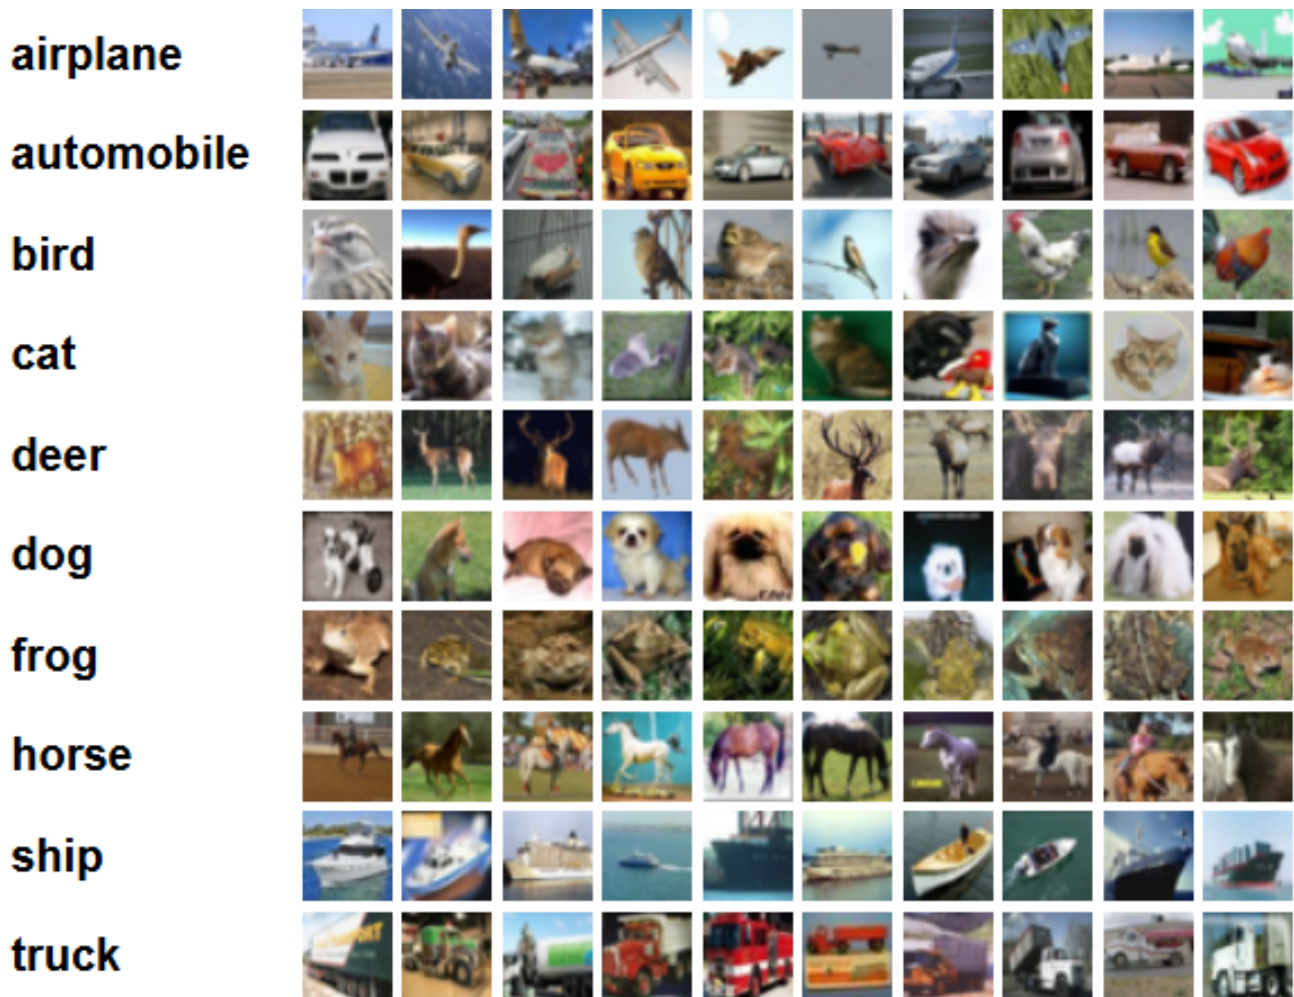 airplane
automobile
bird
cat
deer
dog
frog
horse
ship
truck